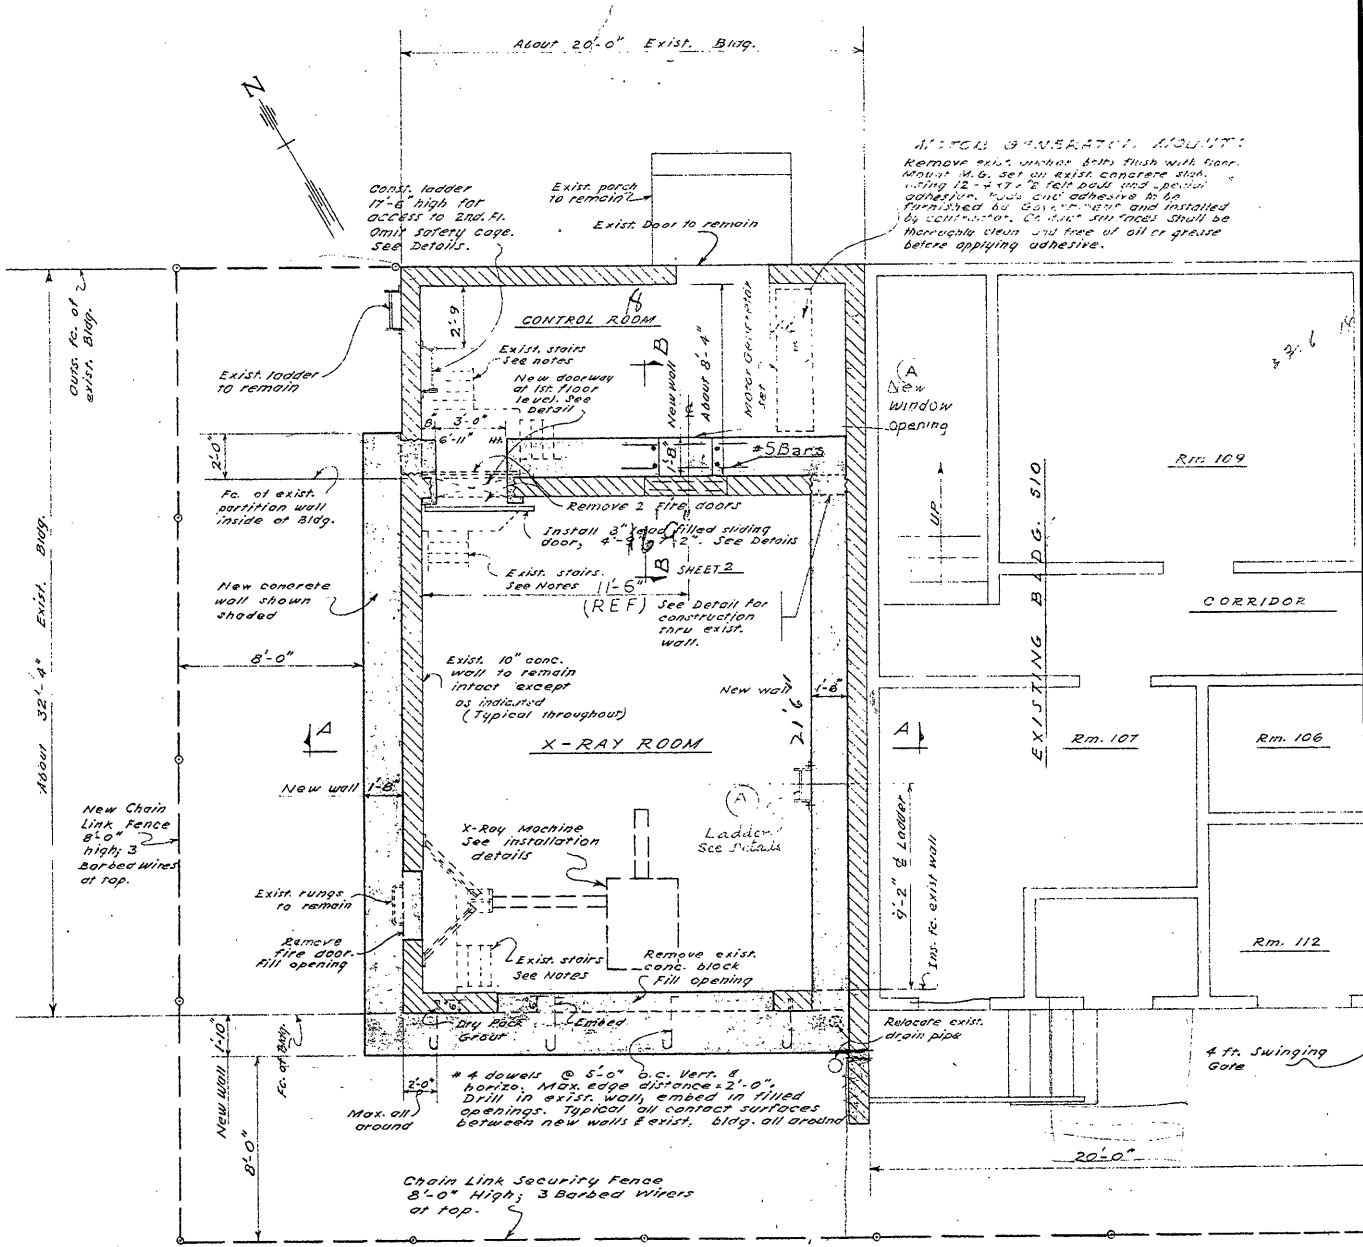 About 20'-0" Exist. Bldg.
N
Const. ladder
17'-6" high for
access to 2nd. Fl.
Omit safety cage.
See Details.
Exist. porch
to remain
Exist. Door to remain
MOTOR GENERATOR MOUNT:
Remove exist. anchor bolts flush with floor.
Mount M.G. set on exist. concrete slab.
using 12 - felt pads and special
adhesive. Pads and adhesive to be
furnished by Government and installed
by contractor. Contact surfaces shall be
thoroughly clean and free of oil or grease
before applying adhesive.
Outs. fc. of
exist. Bldg.
Exist. ladder
to remain
2'-9
CONTROL ROOM
18
Exist. stairs
See notes
New doorway
at 1st. floor
level. See
Detail
B
New wall
About 8'-4"
Motor Generator
set
A
New
window
opening
UP
Rm. 109
8"
3'-0"
6'-11"
1'-8"
#5 Bars
2'-0"
Fc. of exist.
partition wall
inside of Bldg.
Remove 2 Fire doors
Install 3" lead filled sliding
door, See Details
Exist. stairs.
See Notes
B
SHEET 2
11'-6"
(REF)
See Detail for
construction
thru exist.
wall.
New concrete
wall shown
shaded
8'-0"
About 32'-4" Exist. Bldg.
Exist. 10" conc.
wall to remain
intact except
as indicated
(Typical throughout)
New wall
1'-8"
21'6"
CORRIDOR
EXISTING BLDG. 510
A
X-RAY ROOM
A
Rm. 107
Rm. 106
New wall 1'-8"
New Chain
Link Fence
8'-0"
high; 3
Barbed Wires
at top.
X-Ray Machine
See installation
details
A
Ladder
See Details
9'-2" ℄ Ladder
Ins. fc. exist wall
Exist. rungs
to remain
Remove
fire door.
Fill opening
Exist. stairs
See Notes
Remove exist.
conc. block
Fill opening
Rm. 112
Dry Pack
Grout
Embed
Relocate exist.
drain pipe
4 ft. Swinging
Gate
New wall 1'-10"
Fc. of Bldg.
2'-0"
Max. all
around
#4 dowels @ 5'-0" o.c. Vert. &
horizo. Max. edge distance = 2'-0".
Drill in exist. wall, embed in filled
openings. Typical all contact surfaces
between new walls & exist. bldg. all around
8'-0"
20'-0"
Chain Link Security Fence
8'-0" High; 3 Barbed Wirers
at top.